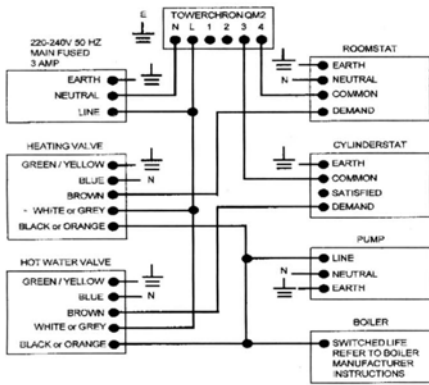 E
TOWERCHRON QM2
N L 1 2 3 4
220-240V 50 HZ
MAIN FUSED
3 AMP
EARTH
NEUTRAL
LINE
ROOMSTAT
EARTH
N NEUTRAL
COMMON
DEMAND
HEATING VALVE
GREEN / YELLOW
BLUE N
BROWN
- WHITE or GREY
BLACK or ORANGE
CYLINDERSTAT
EARTH
COMMON
SATISFIED
DEMAND
PUMP
LINE
N NEUTRAL
EARTH
HOT WATER VALVE
GREEN / YELLOW
BLUE N
BROWN
WHITE or GREY
BLACK or ORANGE
BOILER
SWITCHED LIFE
REFER TO BOILER
MANUFACTURER
INSTRUCTIONS